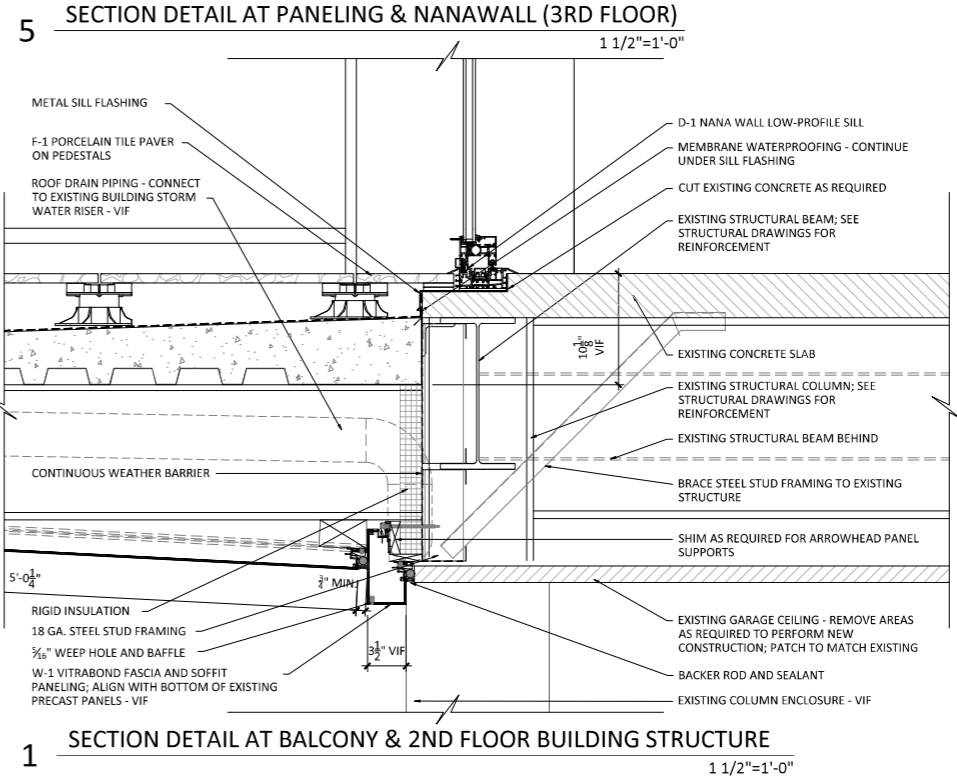 5
SECTION DETAIL AT PANELING & NANAWALL (3RD FLOOR)
1 1/2"=1'-0"
METAL SILL FLASHING
F-1 PORCELAIN TILE PAVER
ON PEDESTALS
ROOF DRAIN PIPING - CONNECT
TO EXISTING BUILDING STORM
WATER RISER - VIF
CONTINUOUS WEATHER BARRIER
5'-0 1/4"
3/4" MIN.
RIGID INSULATION
18 GA. STEEL STUD FRAMING
5/16" WEEP HOLE AND BAFFLE
W-1 VITRABOND FASCIA AND SOFFIT
PANELING; ALIGN WITH BOTTOM OF EXISTING
PRECAST PANELS - VIF
3 1/2" VIF
10 1/8" VIF
D-1 NANA WALL LOW-PROFILE SILL
MEMBRANE WATERPROOFING - CONTINUE
UNDER SILL FLASHING
CUT EXISTING CONCRETE AS REQUIRED
EXISTING STRUCTURAL BEAM; SEE
STRUCTURAL DRAWINGS FOR
REINFORCEMENT
EXISTING CONCRETE SLAB
EXISTING STRUCTURAL COLUMN; SEE
STRUCTURAL DRAWINGS FOR
REINFORCEMENT
EXISTING STRUCTURAL BEAM BEHIND
BRACE STEEL STUD FRAMING TO EXISTING
STRUCTURE
SHIM AS REQUIRED FOR ARROWHEAD PANEL
SUPPORTS
EXISTING GARAGE CEILING - REMOVE AREAS
AS REQUIRED TO PERFORM NEW
CONSTRUCTION; PATCH TO MATCH EXISTING
BACKER ROD AND SEALANT
EXISTING COLUMN ENCLOSURE - VIF
1
SECTION DETAIL AT BALCONY & 2ND FLOOR BUILDING STRUCTURE
1 1/2"=1'-0"